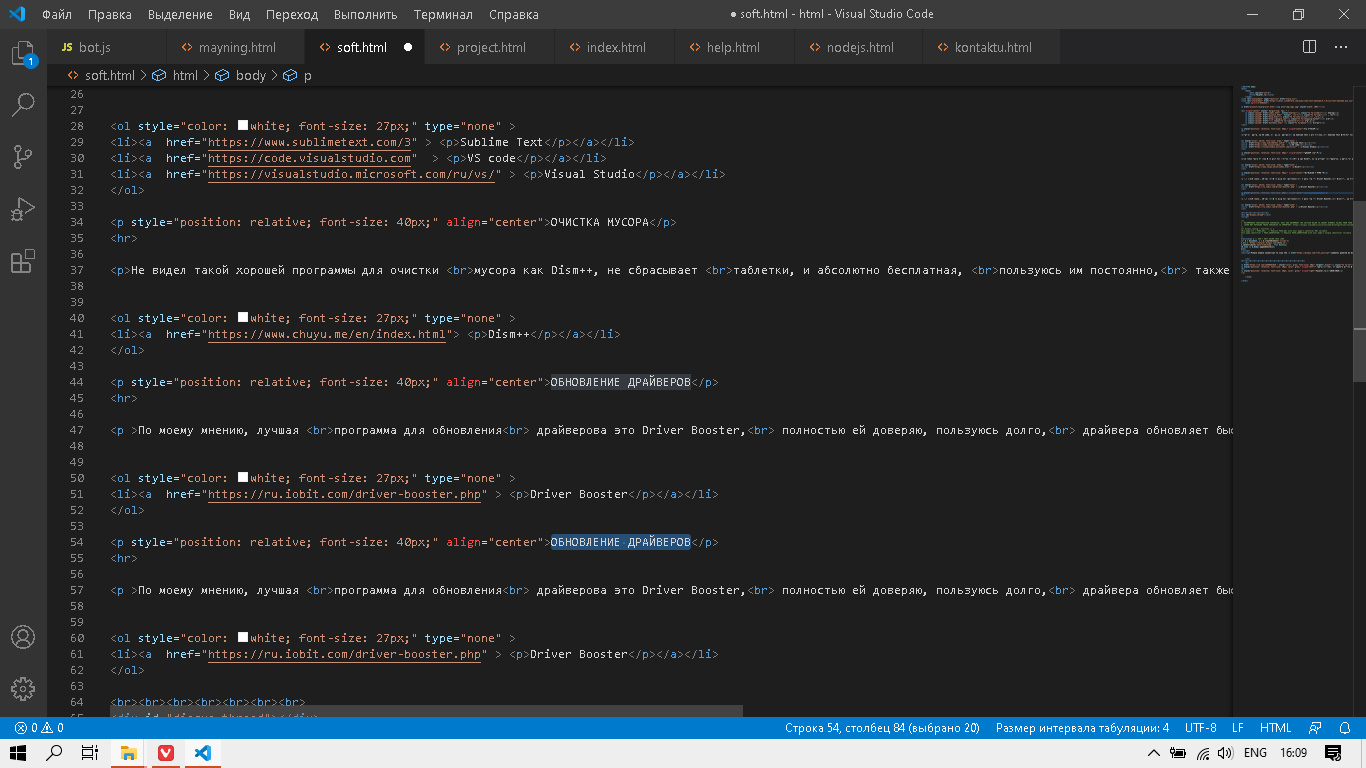 Файл Правка Выделение Вид Переход Выполнить Терминал Справка ● soft.html - html - Visual Studio Code
JS bot.js <> mayning.html <> soft.html ● <> project.html <> index.html <> help.html <> nodejs.html <> kontaktu.html
1
<> soft.html > html > body > p
26
27
28 <ol style="color: white; font-size: 27px;" type="none" >
29 <li><a  href="https://www.sublimetext.com/3" > <p>Sublime Text</p></a></li>
30 <li><a  href="https://code.visualstudio.com"  > <p>VS code</p></a></li>
31 <li><a  href="https://visualstudio.microsoft.com/ru/vs/" > <p>Visual Studio</p></a></li>
32 </ol>
33
34 <p style="position: relative; font-size: 40px;" align="center">ОЧИСТКА МУСОРА</p>
35 <hr>
36
37 <p>Не видел такой хорошей программы для очистки <br>мусора как Dism++, не сбрасывает <br>таблетки, и абсолютно бесплатная, <br>пользуюсь им постоянно,<br> также
38
39
40 <ol style="color: white; font-size: 27px;" type="none" >
41 <li><a  href="https://www.chuyu.me/en/index.html"> <p>Dism++</p></a></li>
42 </ol>
43
44 <p style="position: relative; font-size: 40px;" align="center">ОБНОВЛЕНИЕ ДРАЙВЕРОВ</p>
45 <hr>
46
47 <p >По моему мнению, лучшая <br>программа для обновления<br> драйверова это Driver Booster,<br> полностью ей доверяю, пользуюсь долго,<br> драйвера обновляет
48
49
50 <ol style="color: white; font-size: 27px;" type="none" >
51 <li><a  href="https://ru.iobit.com/driver-booster.php" > <p>Driver Booster</p></a></li>
52 </ol>
53
54 <p style="position: relative; font-size: 40px;" align="center">ОБНОВЛЕНИЕ ДРАЙВЕРОВ</p>
55 <hr>
56
57 <p >По моему мнению, лучшая <br>программа для обновления<br> драйверова это Driver Booster,<br> полностью ей доверяю, пользуюсь долго,<br> драйвера обновляет
58
59
60 <ol style="color: white; font-size: 27px;" type="none" >
61 <li><a  href="https://ru.iobit.com/driver-booster.php" > <p>Driver Booster</p></a></li>
62 </ol>
63
64 <br><br><br><br><br><br><br>
0 0 Строка 54, столбец 84 (выбрано 20) Размер интервала табуляции: 4 UTF-8 LF HTML
ENG 16:09